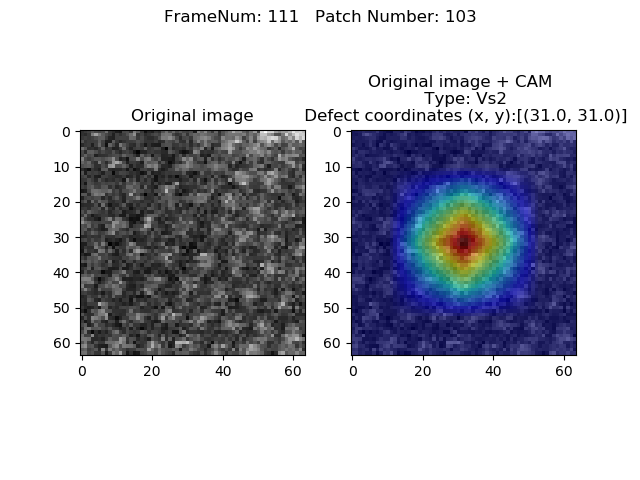 FrameNum: 111   Patch Number: 103
Original image
Original image + CAM
Type: Vs2
Defect coordinates (x, y):[(31.0, 31.0)]
0
10
20
30
40
50
60
0 20 40 60
0
10
20
30
40
50
60
0 20 40 60